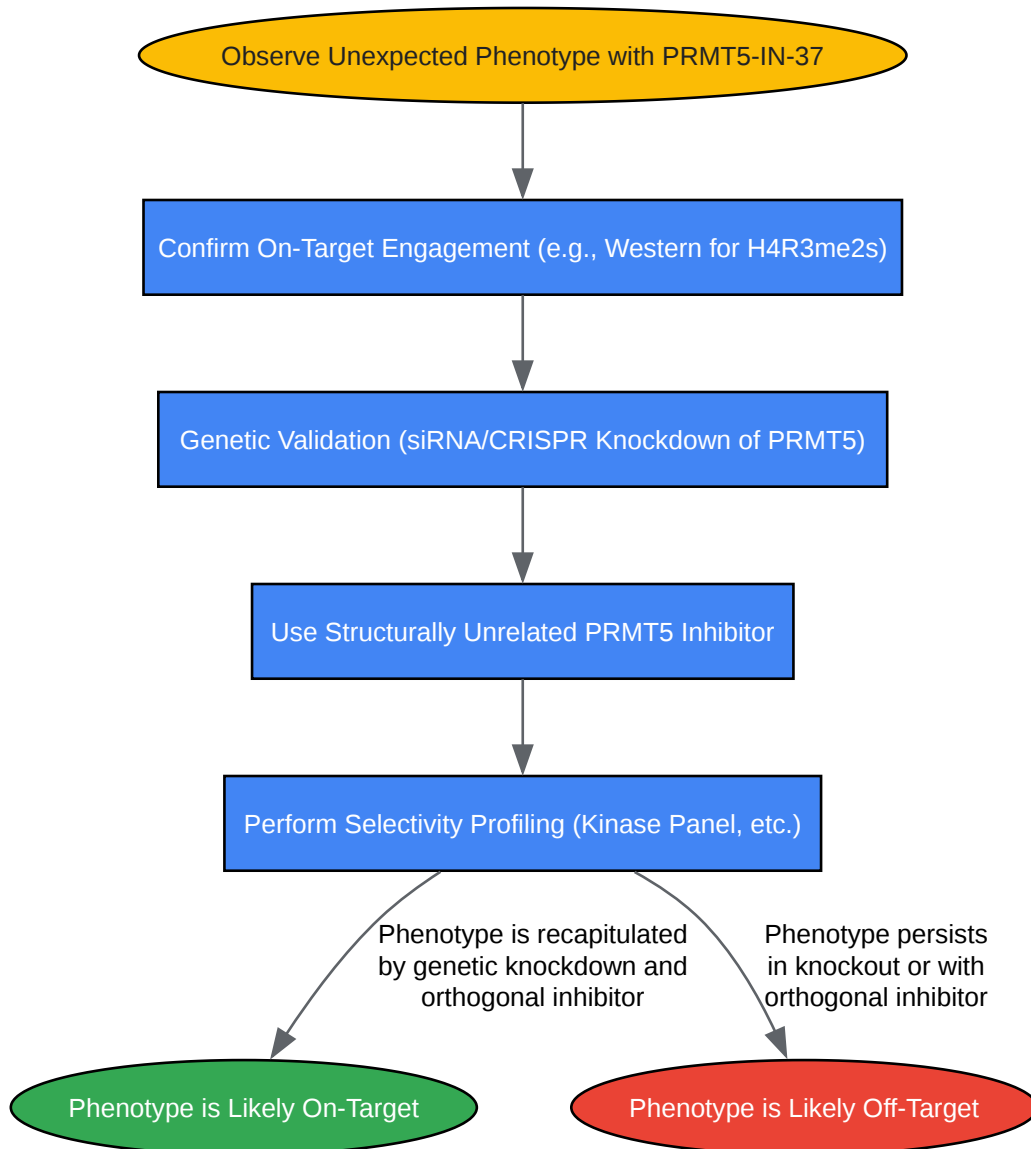 Observe Unexpected Phenotype with PRMT5-IN-37
Confirm On-Target Engagement (e.g., Western for H4R3me2s)
Genetic Validation (siRNA/CRISPR Knockdown of PRMT5)
Use Structurally Unrelated PRMT5 Inhibitor
Perform Selectivity Profiling (Kinase Panel, etc.)
Phenotype is recapitulated
by genetic knockdown and
orthogonal inhibitor
Phenotype persists
in knockout or with
orthogonal inhibitor
Phenotype is Likely On-Target
Phenotype is Likely Off-Target